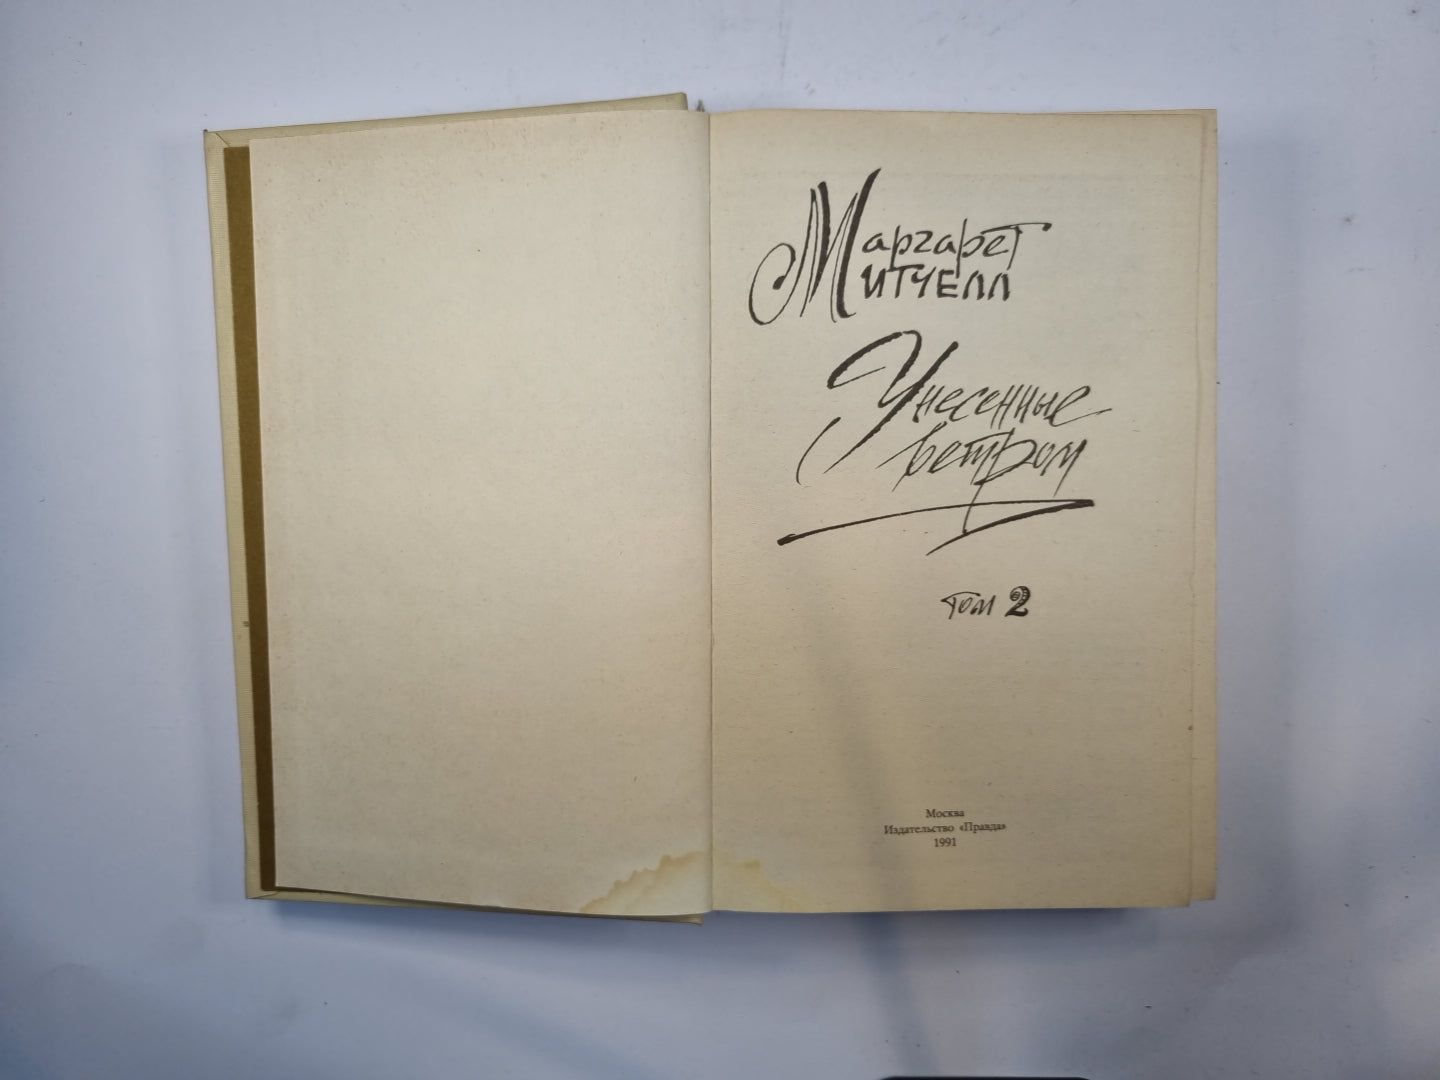 Маргарет
Митчелл
Унесенные
ветром
Том 2
Москва
Издательство «Правда»
1991